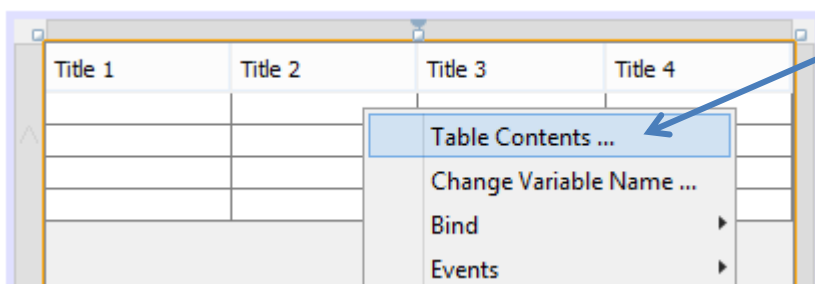 Title 1 Title 2 Title 3 Title 4
Table Contents ...
Change Variable Name ...
Bind
Events